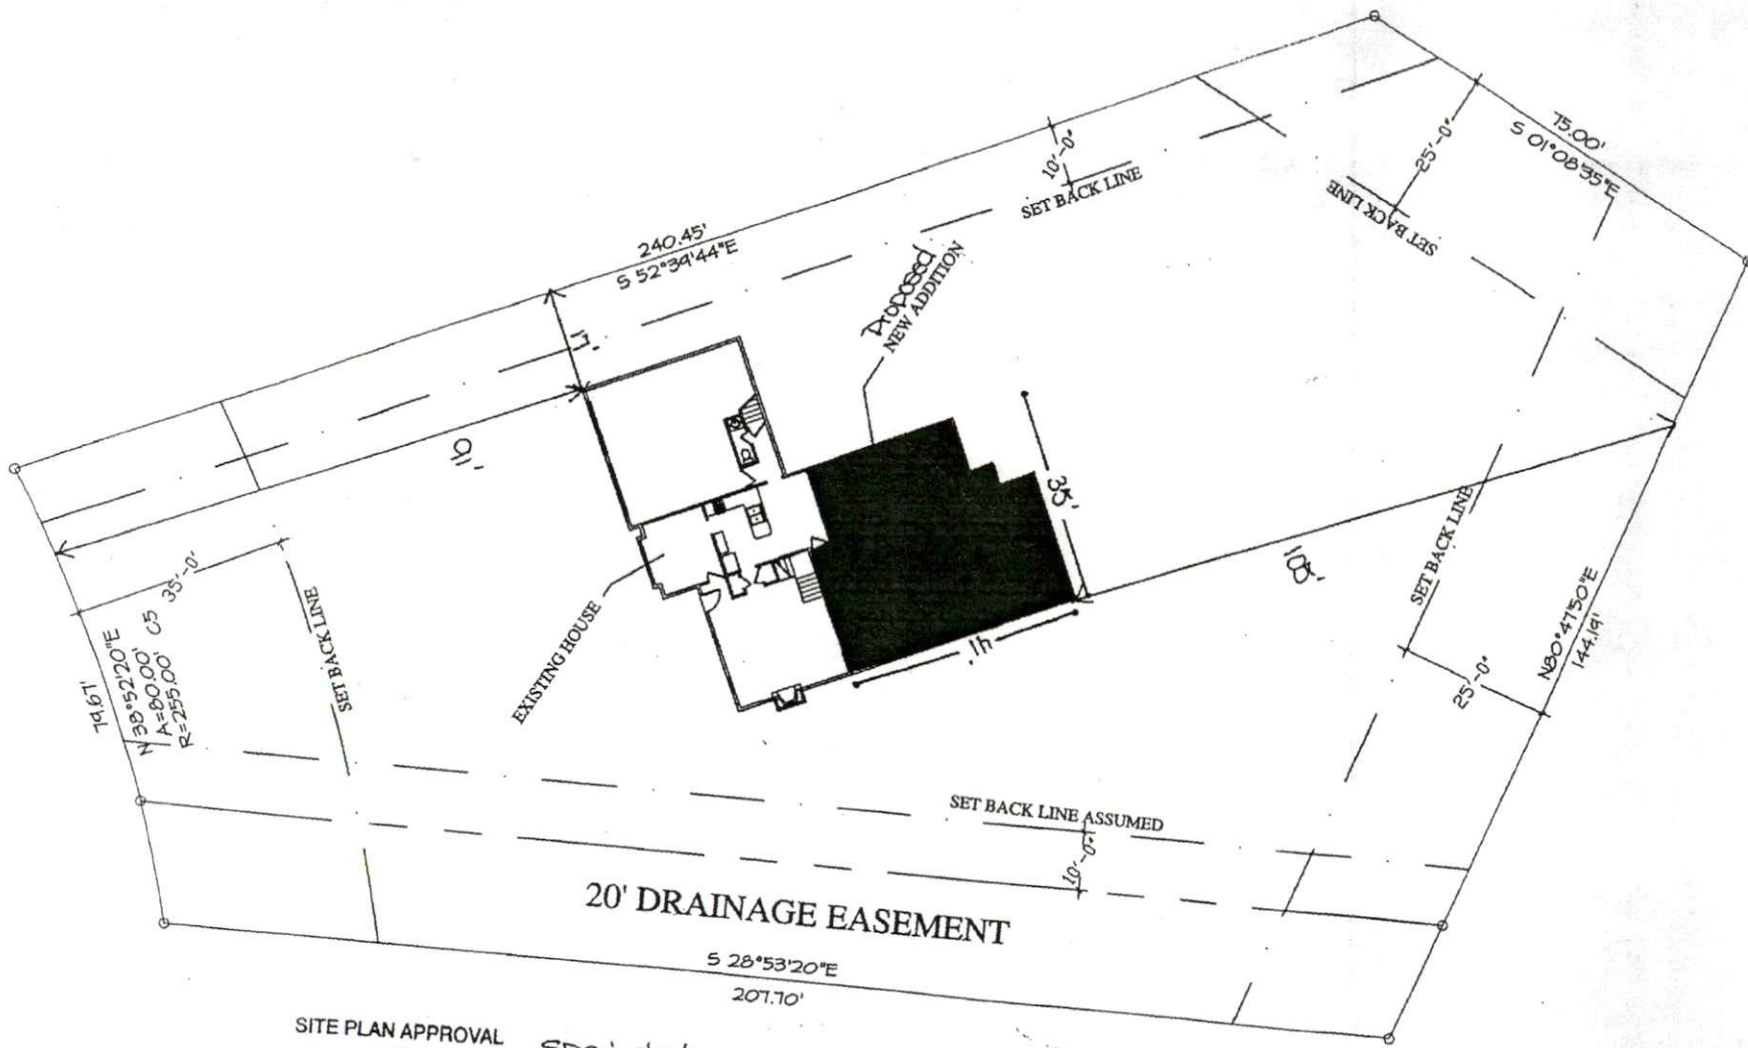 75.00'
S 01°08'35"E
25'-0"
SET BACK LINE
10'-0"
SET BACK LINE
240.45'
S 52°39'44"E
Proposed
NEW ADDITION
17'
91'
35'
108'
41'
SET BACK LINE
N80°47'50"E
144.19'
25'-0"
35'-0"
SET BACK LINE
EXISTING HOUSE
74.67'
N 38°52'20"E
A=80.00' C5
R=255.00'
SET BACK LINE ASSUMED
10'-0"
20' DRAINAGE EASEMENT
S 28°53'20"E
207.70'
SITE PLAN APPROVAL